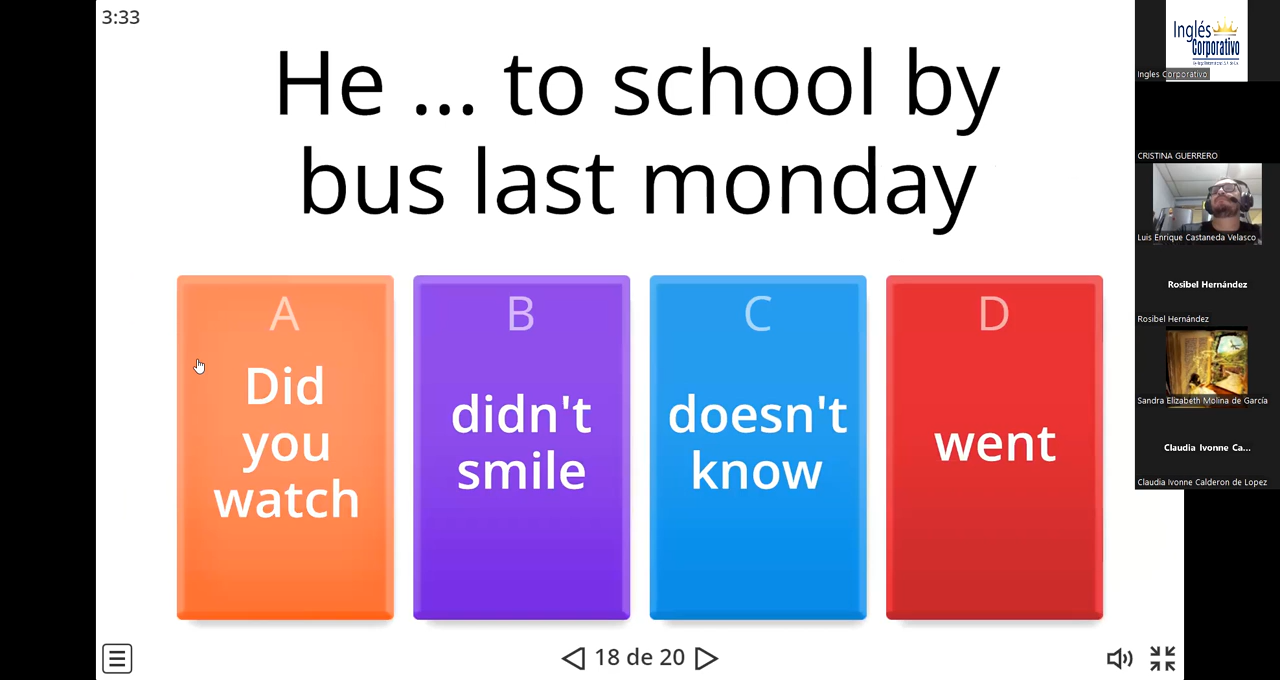 3:33
He ... to school by
bus last monday
A
Did
you
watch
B
didn't
smile
C
doesn't
know
D
went
18 de 20
Inglés
Corporativo
Ingles Corporativo
CRISTINA GUERRERO
Luis Enrique Castaneda Velasco
Rosibel Hernández
Rosibel Hernández
Sandra Elizabeth Molina de García
Claudia Ivonne Ca...
Claudia Ivonne Calderon de Lopez